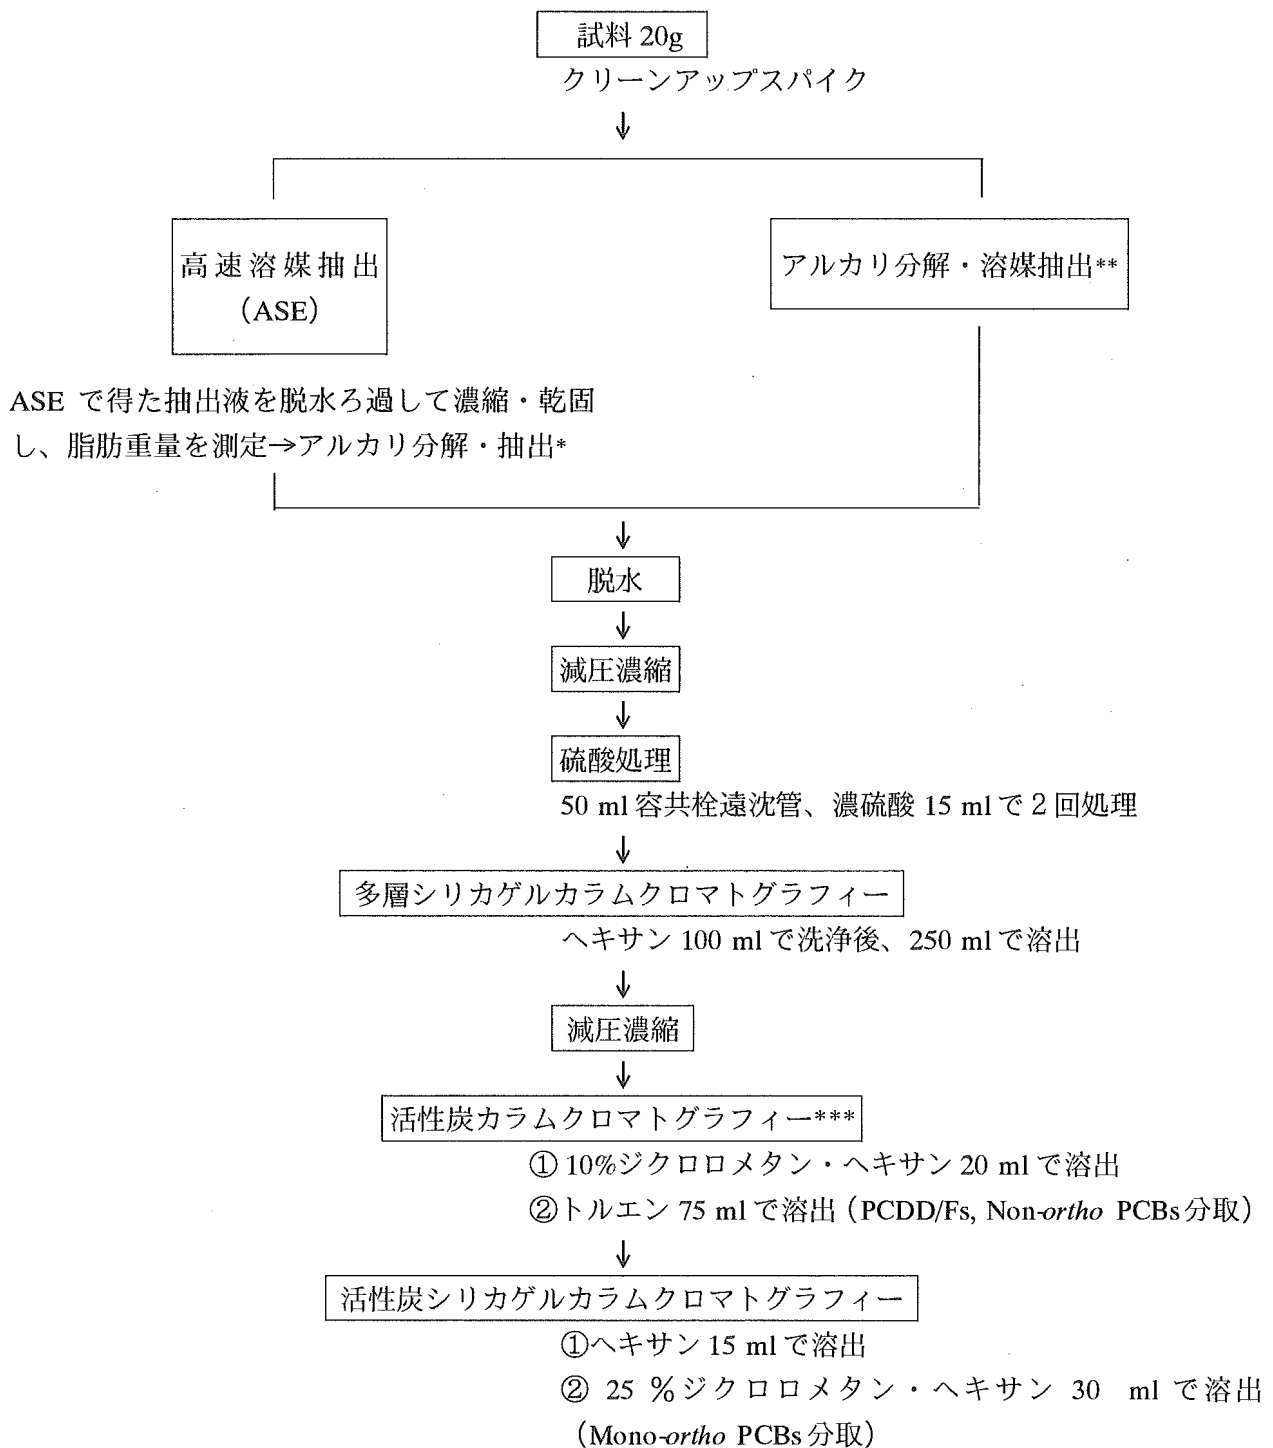 試料 20g
クリーンアップスパイク
↓
高速溶媒抽出
（ASE）
アルカリ分解・溶媒抽出**
ASE で得た抽出液を脱水ろ過して濃縮・乾固
し、脂肪重量を測定→アルカリ分解・抽出*
↓
脱水
↓
減圧濃縮
↓
硫酸処理
50 ml 容共栓遠沈管、濃硫酸 15 ml で２回処理
↓
多層シリカゲルカラムクロマトグラフィー
ヘキサン 100 ml で洗浄後、250 ml で溶出
↓
減圧濃縮
↓
活性炭カラムクロマトグラフィー***
① 10%ジクロロメタン・ヘキサン 20 ml で溶出
②トルエン 75 ml で溶出（PCDD/Fs, Non-ortho PCBs 分取）
↓
活性炭シリカゲルカラムクロマトグラフィー
①ヘキサン 15 ml で溶出
② 25 ％ジクロロメタン・ヘキサン 30 ml で溶出
（Mono-ortho PCBs 分取）